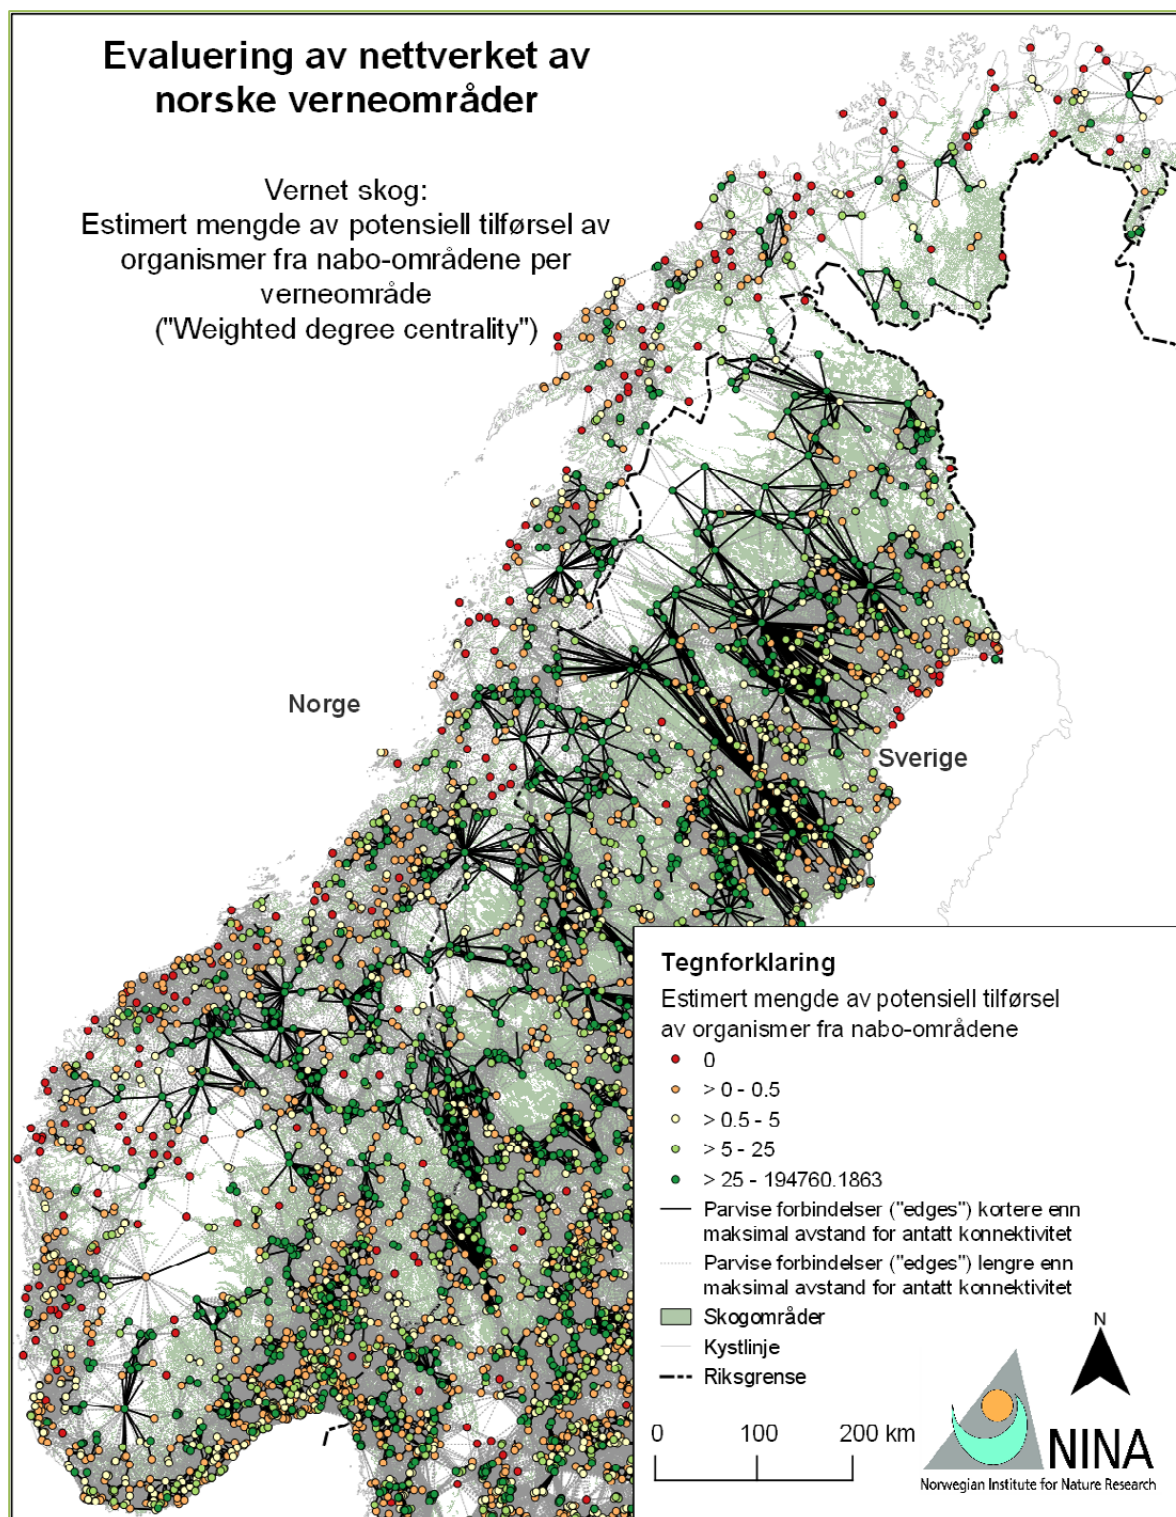 Evaluering av nettverket av
norske verneområder
Vernet skog:
Estimert mengde av potensiell tilførsel av
organismer fra nabo-områdene per
verneområde
("Weighted degree centrality")
Norge
Sverige
Tegnforklaring
Estimert mengde av potensiell tilførsel
av organismer fra nabo-områdene
0
> 0 - 0.5
> 0.5 - 5
> 5 - 25
> 25 - 194760.1863
Parvise forbindelser ("edges") kortere enn
maksimal avstand for antatt konnektivitet
Parvise forbindelser ("edges") lengre enn
maksimal avstand for antatt konnektivitet
Skogområder
Kystlinje
Riksgrense
N
0 100 200 km
NINA
Norwegian Institute for Nature Research